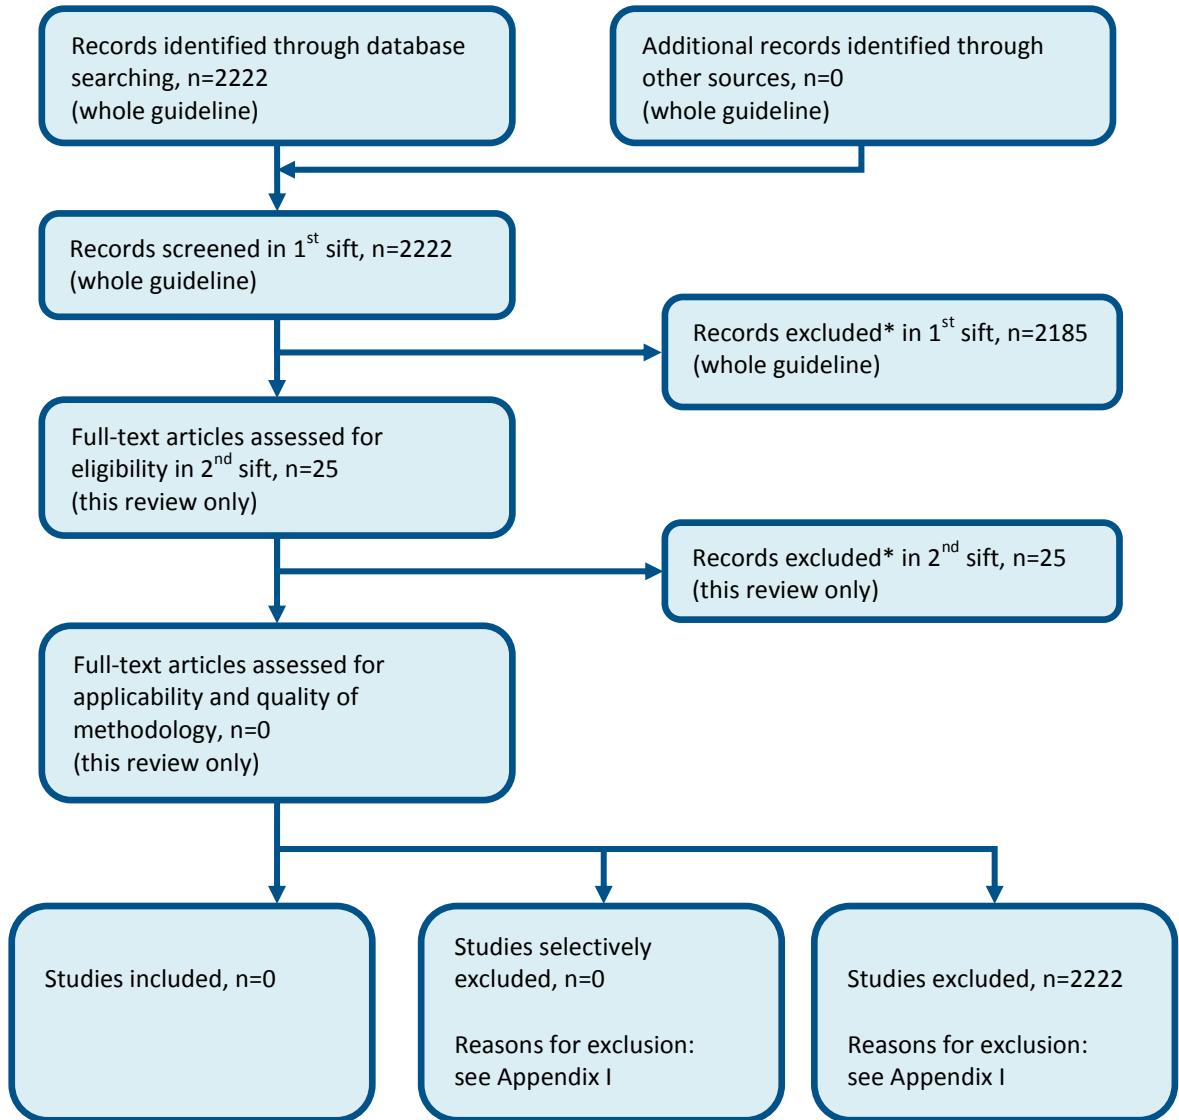 Records identified through database
searching, n=2222
(whole guideline)
Additional records identified through
other sources, n=0
(whole guideline)
Records screened in 1st sift, n=2222
(whole guideline)
Records excluded* in 1st sift, n=2185
(whole guideline)
Full-text articles assessed for
eligibility in 2nd sift, n=25
(this review only)
Records excluded* in 2nd sift, n=25
(this review only)
Full-text articles assessed for
applicability and quality of
methodology, n=0
(this review only)
Studies included, n=0
Studies selectively
excluded, n=0
Reasons for exclusion:
see Appendix I
Studies excluded, n=2222
Reasons for exclusion:
see Appendix I